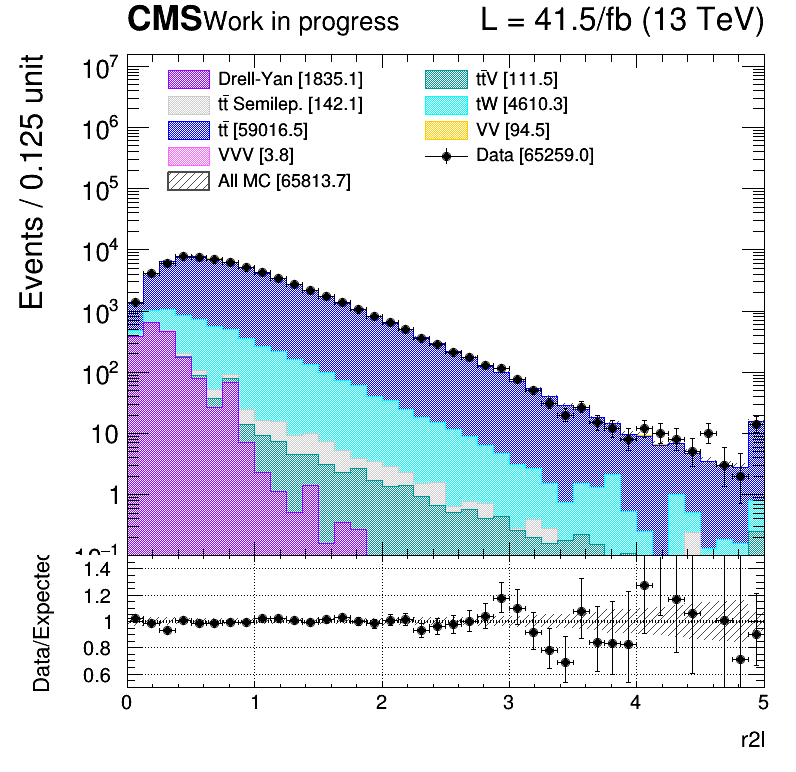 CMS Work in progress L = 41.5/fb (13 TeV)
Events / 0.125 unit
10⁷
10⁶
10⁵
10⁴
10³
10²
10
1
10⁻¹
Drell-Yan [1835.1]
tt̄ Semilep. [142.1]
tt̄ [59016.5]
VVV [3.8]
All MC [65813.7]
tt̄V [111.5]
tW [4610.3]
VV [94.5]
Data [65259.0]
Data/Expected
1.4
1.2
1
0.8
0.6
0 1 2 3 4 5
r2l